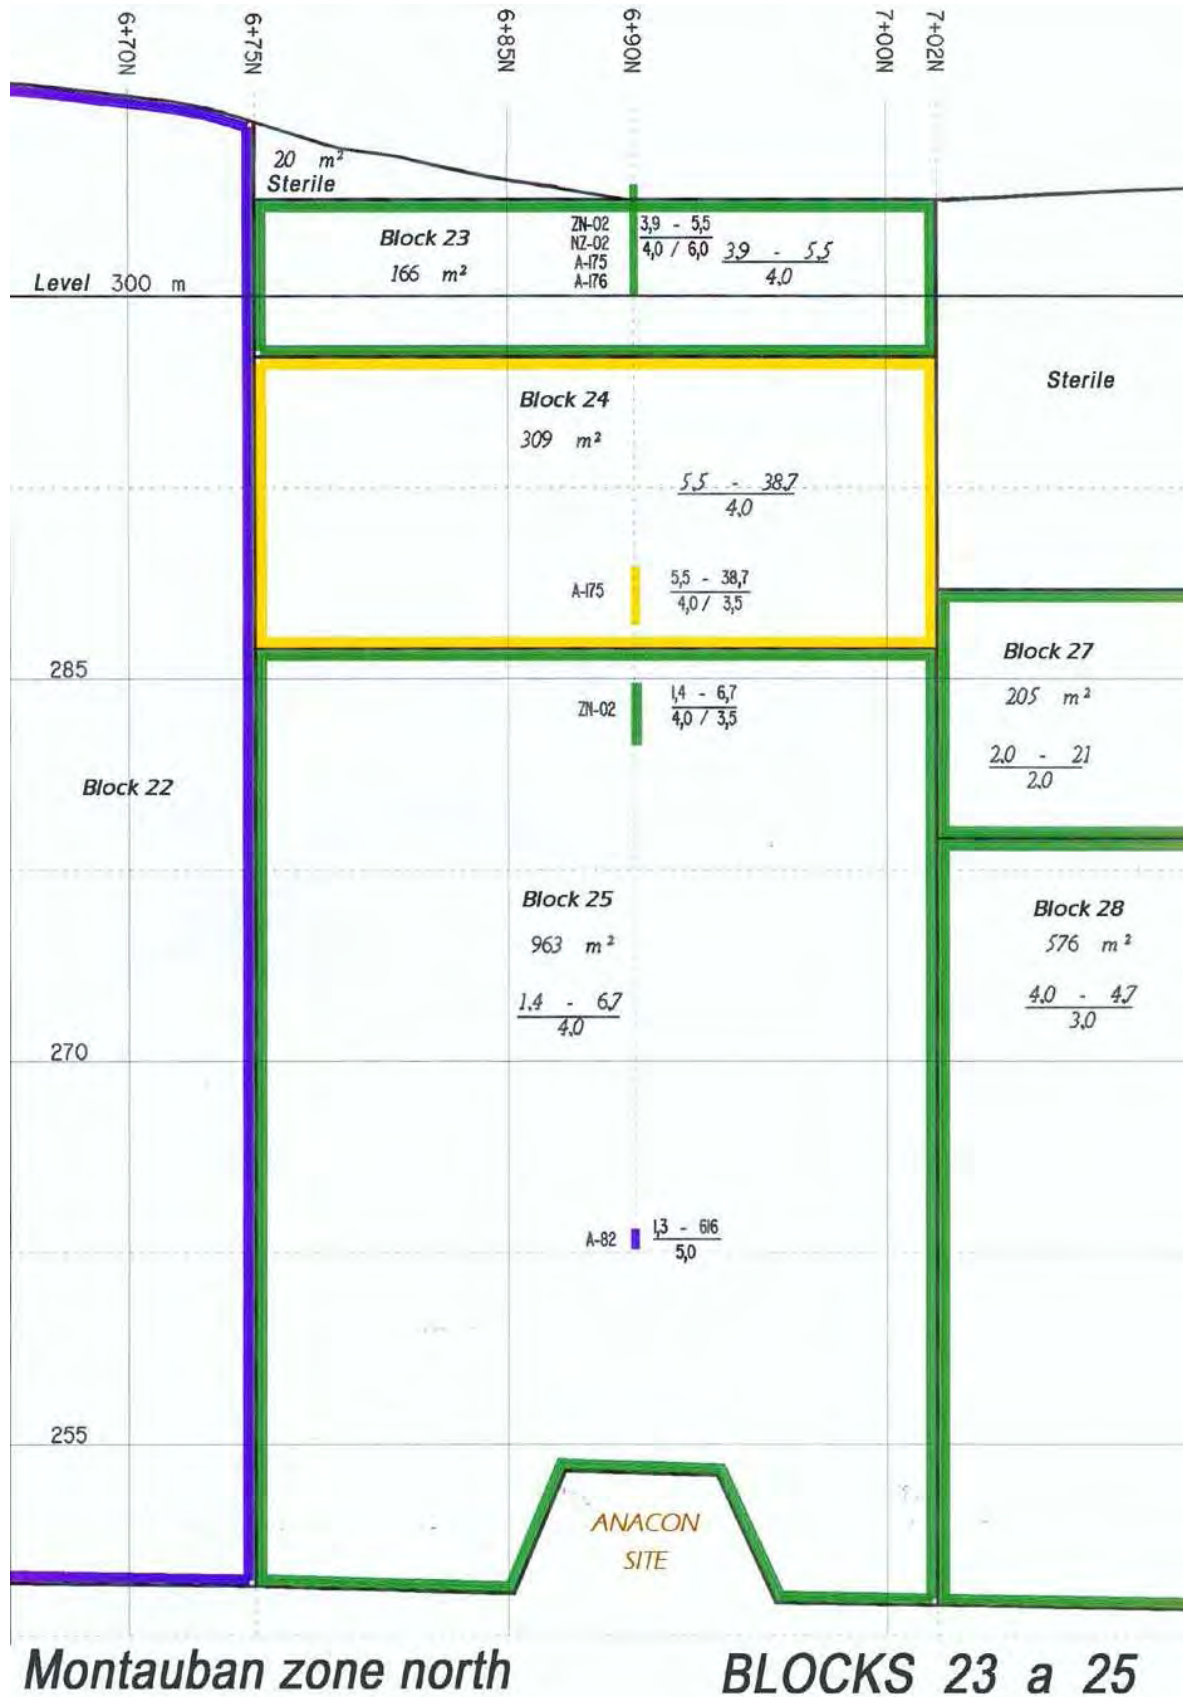 6+70N
6+75N
6+85N
6+90N
7+00N
7+02N
20 m²
Sterile
Block 23
166 m²
ZN-02
NZ-02
A-175
A-176
3,9 - 5,5
4,0 / 6,0
3.9 - 5.5
4.0
Level 300 m
Block 24
309 m²
Sterile
5.5 - 38.7
4.0
A-175
5,5 - 38,7
4,0 / 3,5
285
ZN-02
1,4 - 6,7
4,0 / 3,5
Block 27
205 m²
2.0 - 21
2.0
Block 22
Block 25
963 m²
1.4 - 6.7
4.0
Block 28
576 m²
4.0 - 4.7
3.0
270
A-82
1,3 - 616
5,0
255
ANACON
SITE
Montauban zone north
BLOCKS 23 a 25